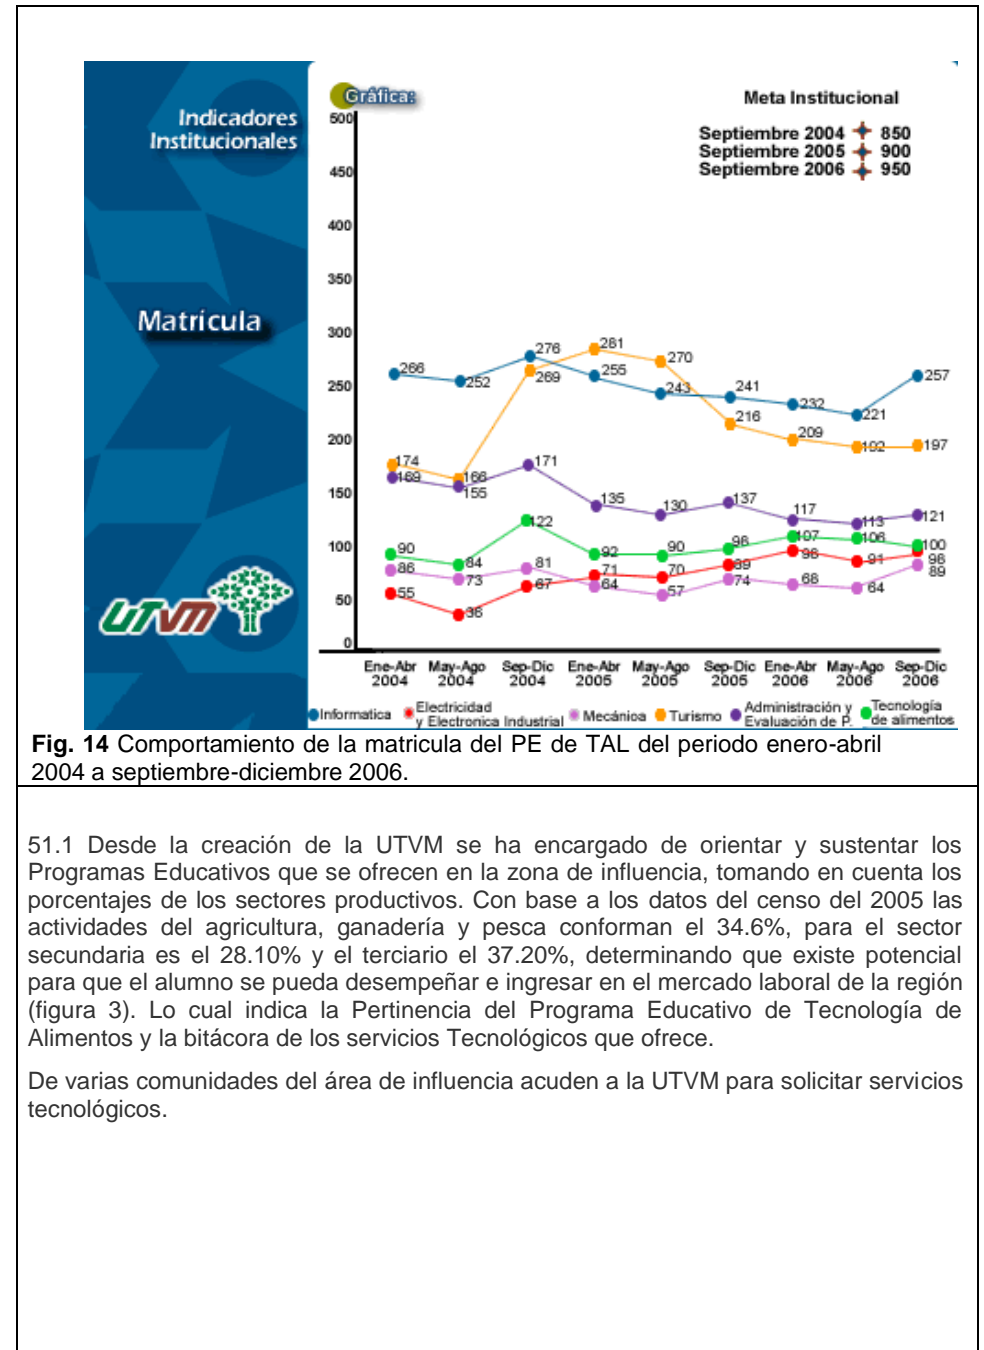 Indicadores
Institucionales
Matrícula
UTVM
Gráfica:
Meta Institucional
Septiembre 2004 850
Septiembre 2005 900
Septiembre 2006 950
500
450
400
350
300
250
200
150
100
50
0
266 252 276 255 243 241 232 221 257
174 166 269 281 270 216 209 192 197
169 155 171 135 130 137 117 113 121
90 84 122 92 90 98 107 106 100
86 73 81 64 57 74 68 64 89
55 36 67 71 70 89 98 91 98
Ene-Abr May-Ago Sep-Dic Ene-Abr May-Ago Sep-Dic Ene-Abr May-Ago Sep-Dic
2004 2004 2004 2005 2005 2005 2006 2006 2006
Informatica
Electricidad
y Electronica Industrial
Mecánica
Turismo
Administración y
Evaluación de P.
Tecnología
de alimentos
Fig. 14 Comportamiento de la matricula del PE de TAL del periodo enero-abril
2004 a septiembre-diciembre 2006.
51.1 Desde la creación de la UTVM se ha encargado de orientar y sustentar los
Programas Educativos que se ofrecen en la zona de influencia, tomando en cuenta los
porcentajes de los sectores productivos. Con base a los datos del censo del 2005 las
actividades del agricultura, ganadería y pesca conforman el 34.6%, para el sector
secundaria es el 28.10% y el terciario el 37.20%, determinando que existe potencial
para que el alumno se pueda desempeñar e ingresar en el mercado laboral de la región
(figura 3). Lo cual indica la Pertinencia del Programa Educativo de Tecnología de
Alimentos y la bitácora de los servicios Tecnológicos que ofrece.
De varias comunidades del área de influencia acuden a la UTVM para solicitar servicios
tecnológicos.